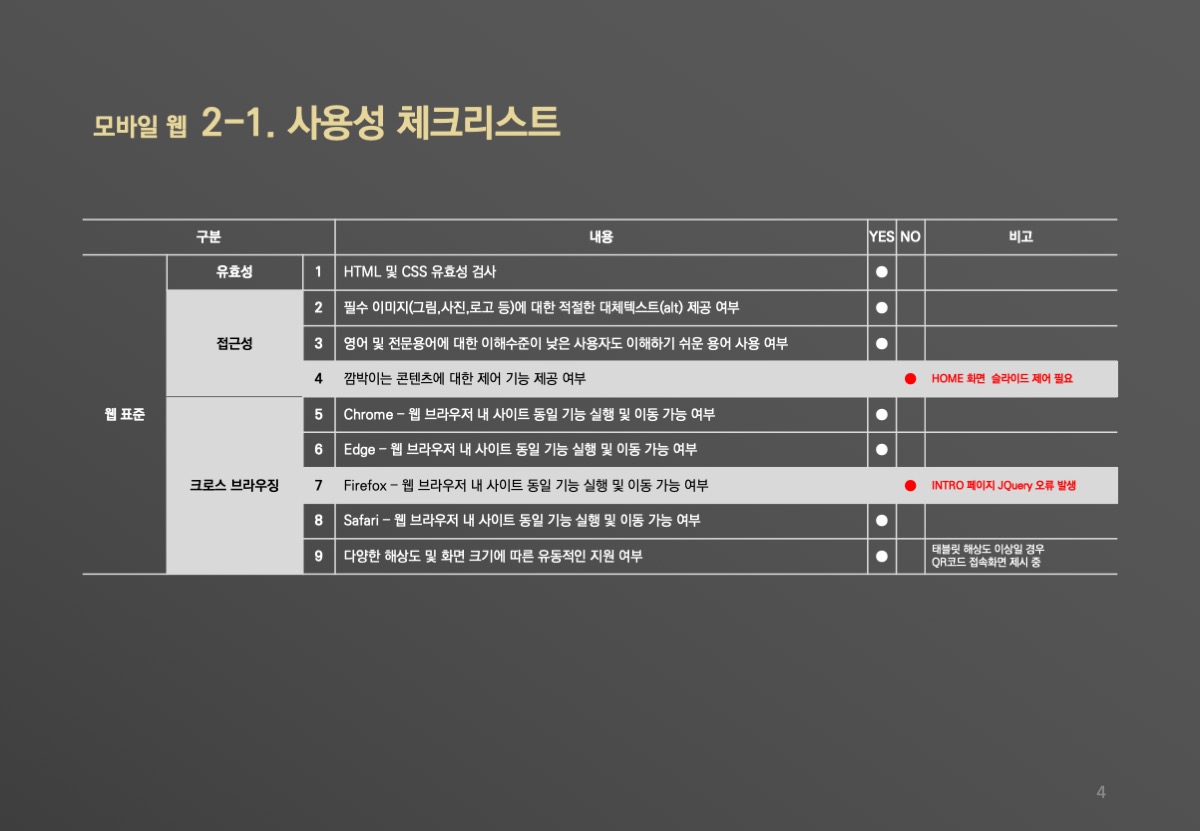 모바일 웹 2-1. 사용성 체크리스트
구분 내용 YES NO 비고
유효성 1 HTML 및 CSS 유효성 검사 ●
2 필수 이미지(그림,사진,로고 등)에 대한 적절한 대체텍스트(alt) 제공 여부 ●
접근성 3 영어 및 전문용어에 대한 이해수준이 낮은 사용자도 이해하기 쉬운 용어 사용 여부 ●
4 깜박이는 콘텐츠에 대한 제어 기능 제공 여부 ● HOME 화면 슬라이드 제어 필요
웹 표준 5 Chrome – 웹 브라우저 내 사이트 동일 기능 실행 및 이동 가능 여부 ●
6 Edge – 웹 브라우저 내 사이트 동일 기능 실행 및 이동 가능 여부 ●
크로스 브라우징 7 Firefox – 웹 브라우저 내 사이트 동일 기능 실행 및 이동 가능 여부 ● INTRO 페이지 JQuery 오류 발생
8 Safari – 웹 브라우저 내 사이트 동일 기능 실행 및 이동 가능 여부 ●
9 다양한 해상도 및 화면 크기에 따른 유동적인 지원 여부 ● 태블릿 해상도 이상일 경우
QR코드 접속화면 제시 중
4